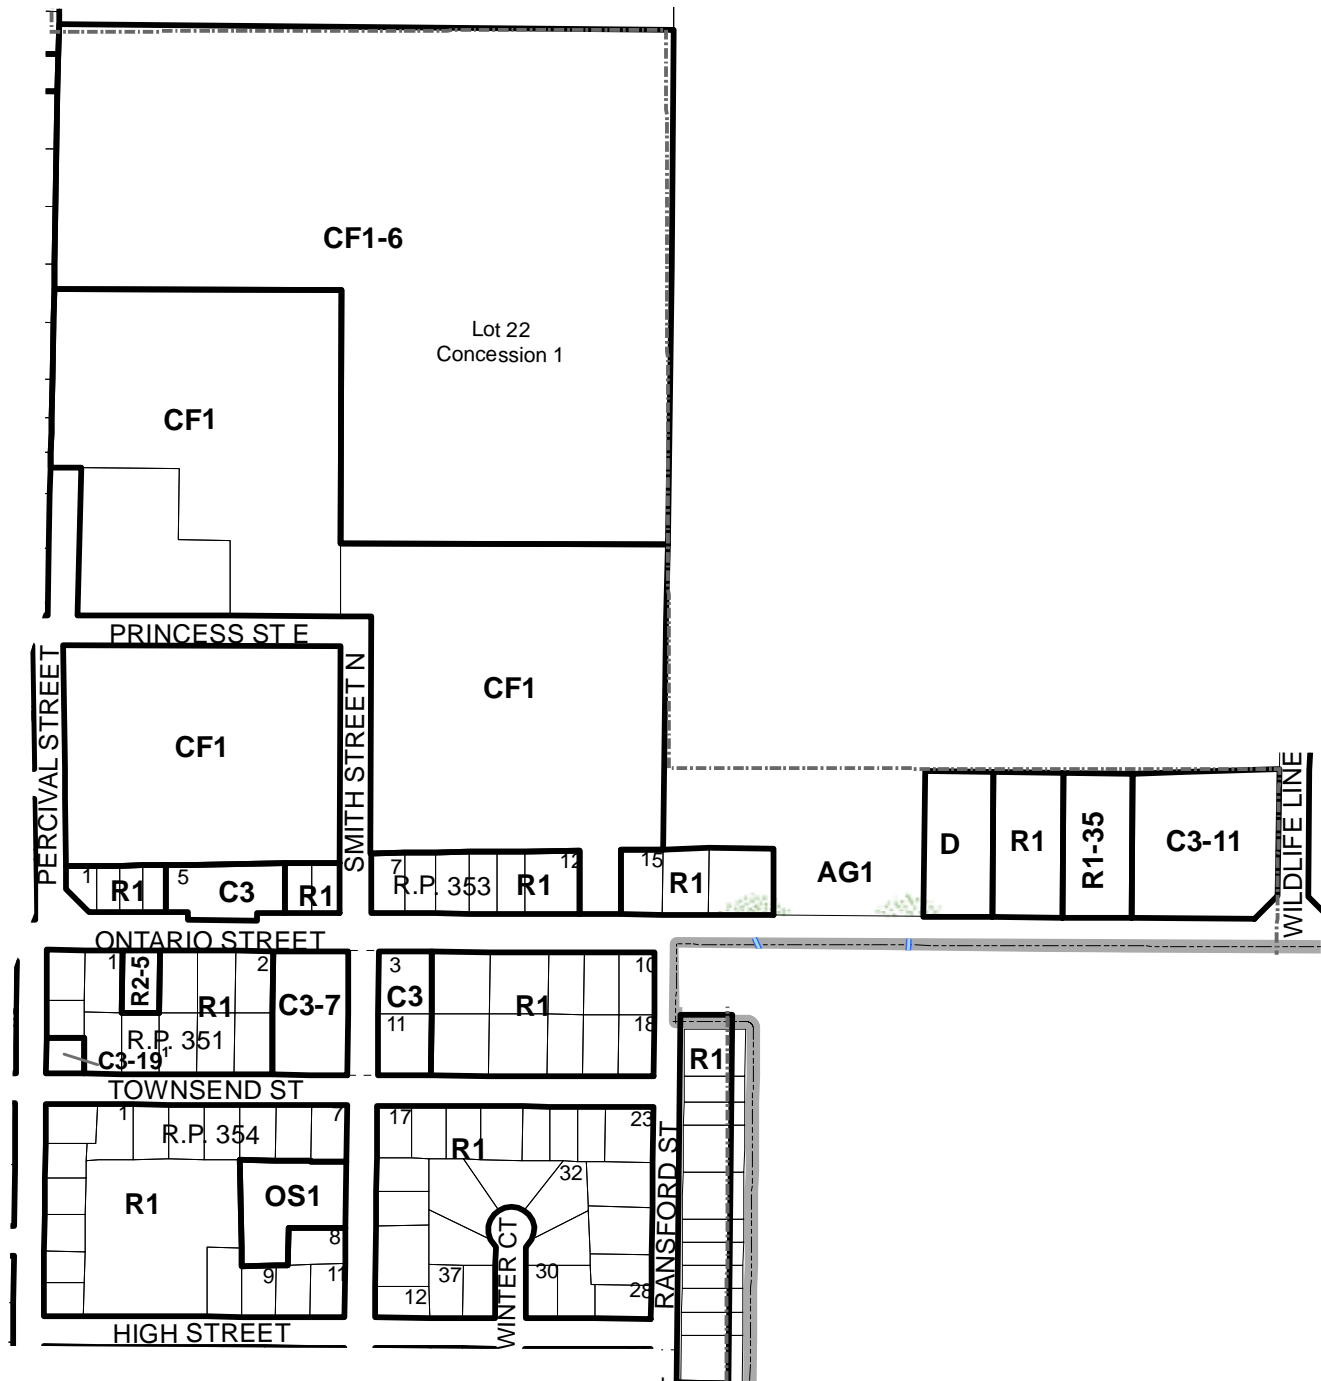 CF1-6
Lot 22
Concession 1
CF1
PRINCESS ST E
PERCIVAL STREET
SMITH STREET N
CF1
CF1
WILDLIFE LINE
D
R1
R1-35
C3-11
1
R1
5
C3
R1
7
R.P. 353
R1
12
15
R1
AG1
ONTARIO STREET
1
R2-5
R1
2
C3-7
3
C3
11
R1
10
18
R.P. 351
C3-19
1
R1
TOWNSEND ST
1
R.P. 354
7
17
R1
23
RANSFORD ST
R1
OS1
8
9
11
32
37
12
WINTER CT
30
28
HIGH STREET